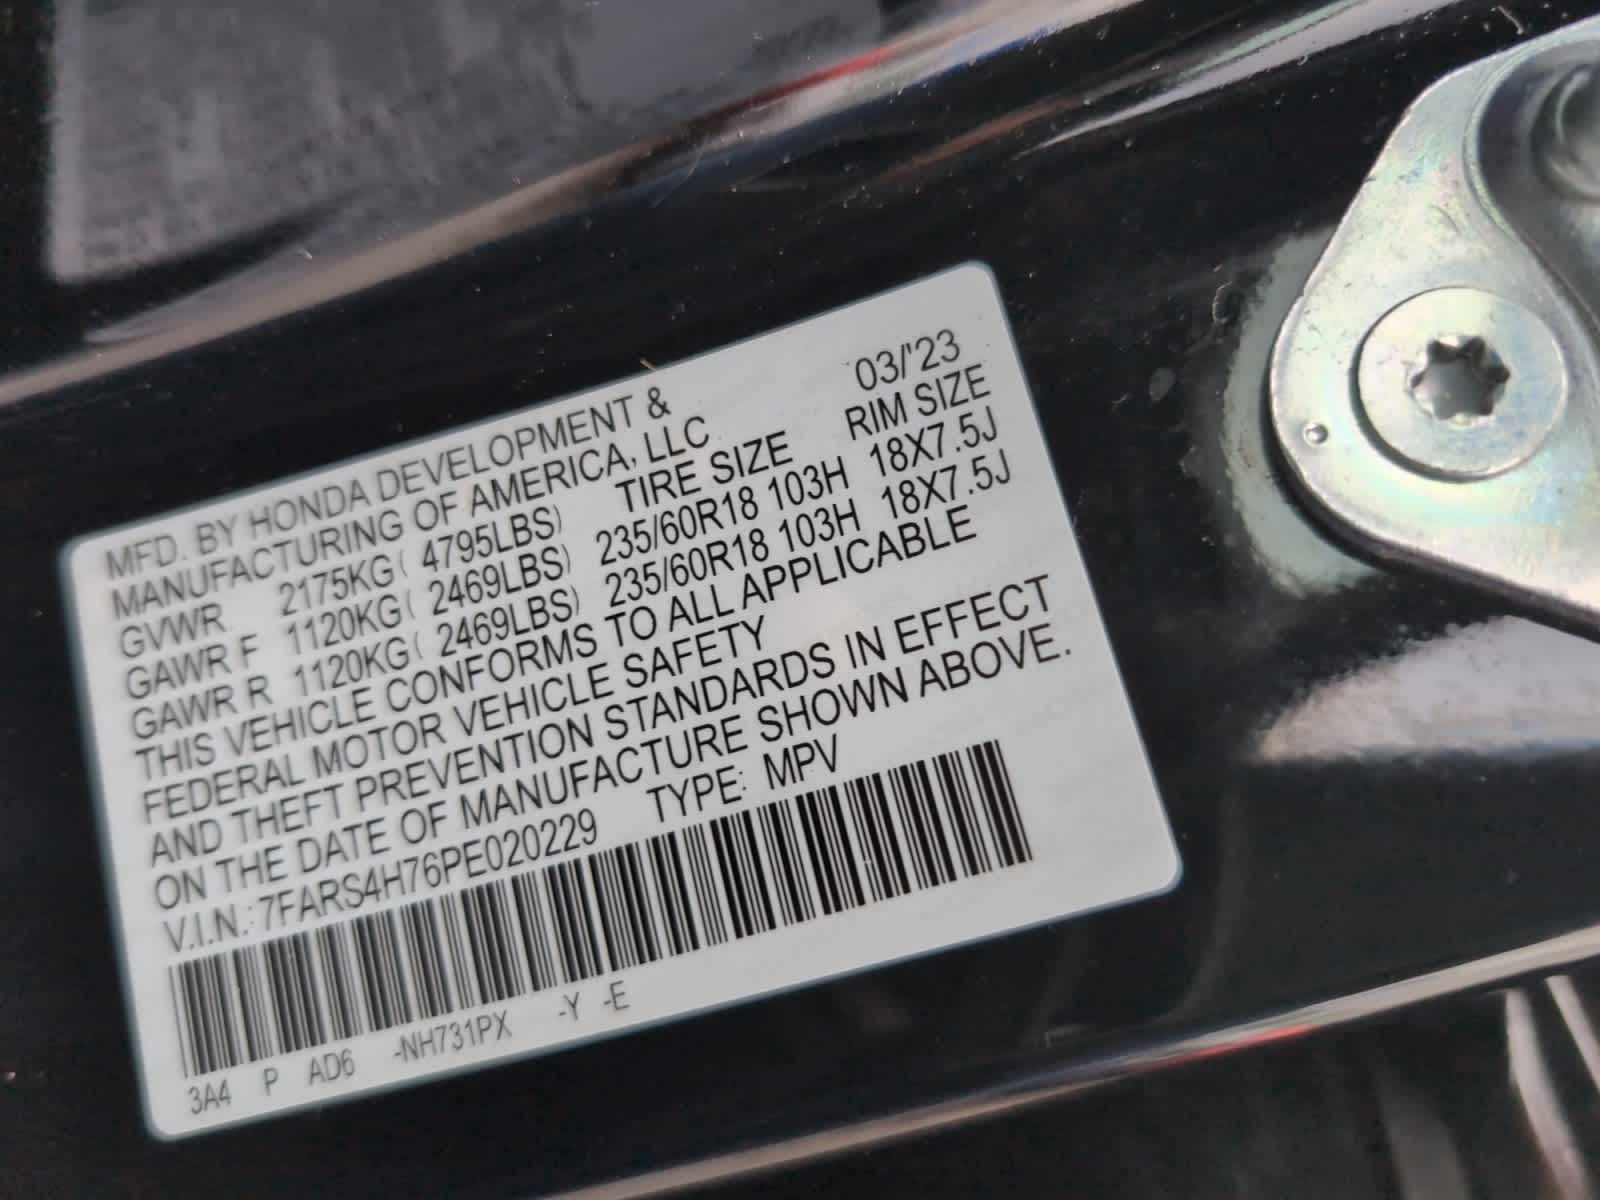 MFD. BY HONDA DEVELOPMENT & 03/'23
MANUFACTURING OF AMERICA, LLC RIM SIZE
GVWR 2175KG( 4795LBS) TIRE SIZE
GAWR F 1120KG( 2469LBS) 235/60R18 103H 18X7.5J
GAWR R 1120KG( 2469LBS) 235/60R18 103H 18X7.5J
THIS VEHICLE CONFORMS TO ALL APPLICABLE
FEDERAL MOTOR VEHICLE SAFETY
AND THEFT PREVENTION STANDARDS IN EFFECT
ON THE DATE OF MANUFACTURE SHOWN ABOVE.
V.I.N.: 7FARS4H76PE020229 TYPE: MPV
3A4 P AD6 -NH731PX -Y -E